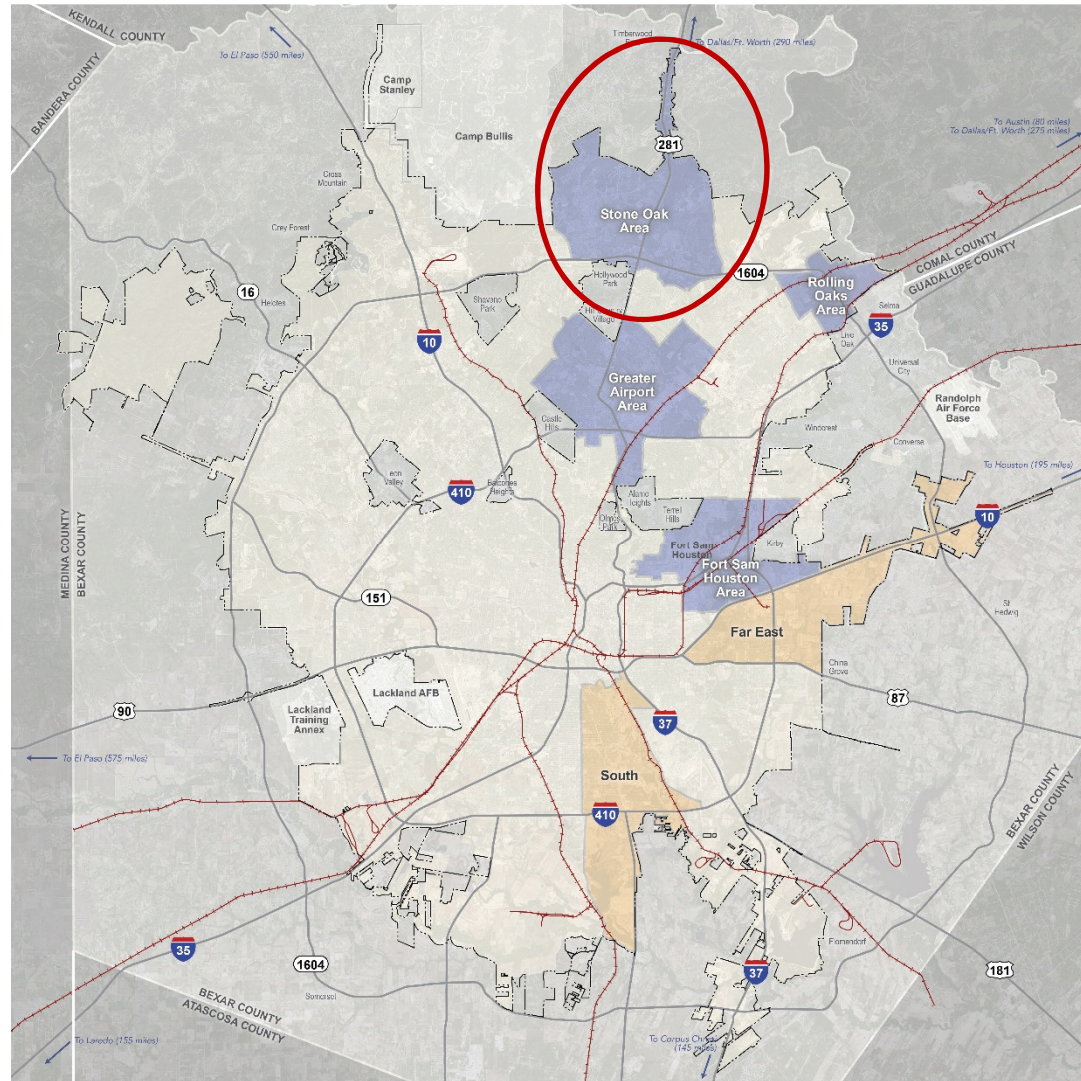 KENDALL COUNTY
BANDERA COUNTY
To El Paso (550 miles)
Timberwood
To Dallas/Ft. Worth (290 miles)
Camp
Stanley
Camp Bullis
To Austin (80 miles)
To Dallas/Ft. Worth (275 miles)
281
Cross
Mountain
Grey Forest
Stone Oak
Area
COMAL COUNTY
GUADALUPE COUNTY
1604
Hollywood
Park
Rolling
Oaks
Area
16
Helotes
Shavano
Park
Village
Selma
35
10
Live
Oak
Universal
City
Greater
Airport
Area
Randolph
Air Force
Base
Castle
Hills
Windcrest
Converse
Leon
Valley
To Houston (195 miles)
410
Balcones
Heights
Alamo
Heights
Olmos
Park
Terrell
Hills
10
MEDINA COUNTY
BEXAR COUNTY
Fort Sam
Houston
Kirby
Fort Sam
Houston
Area
151
St
Hedwig
Far East
China
Grove
Lackland AFB
87
Lackland
Training
Annex
90
37
To El Paso (575 miles)
South
410
BEXAR COUNTY
WILSON COUNTY
35
1604
Elmendorf
37
181
Somerset
BEXAR COUNTY
ATASCOSA COUNTY
To Laredo (155 miles)
To Corpus Christi
(145 miles)